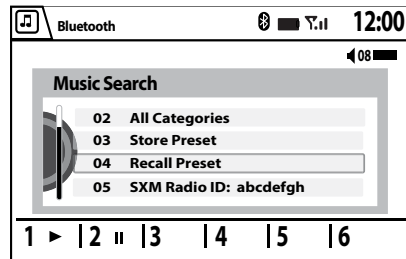 Bluetooth 12:00
08
Music Search
02 All Categories
03 Store Preset
04 Recall Preset
05 SXM Radio ID: abcdefgh
1 2 3 4 5 6